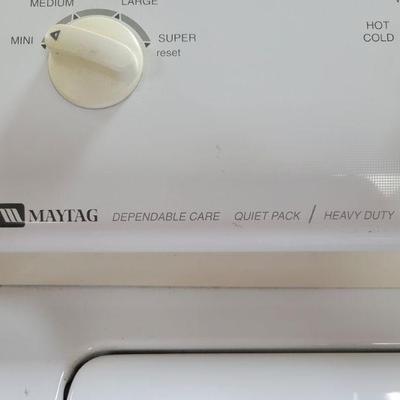 MEDIUM LARGE
MINI SUPER
reset
HOT
COLD
MAYTAG DEPENDABLE CARE QUIET PACK / HEAVY DUTY